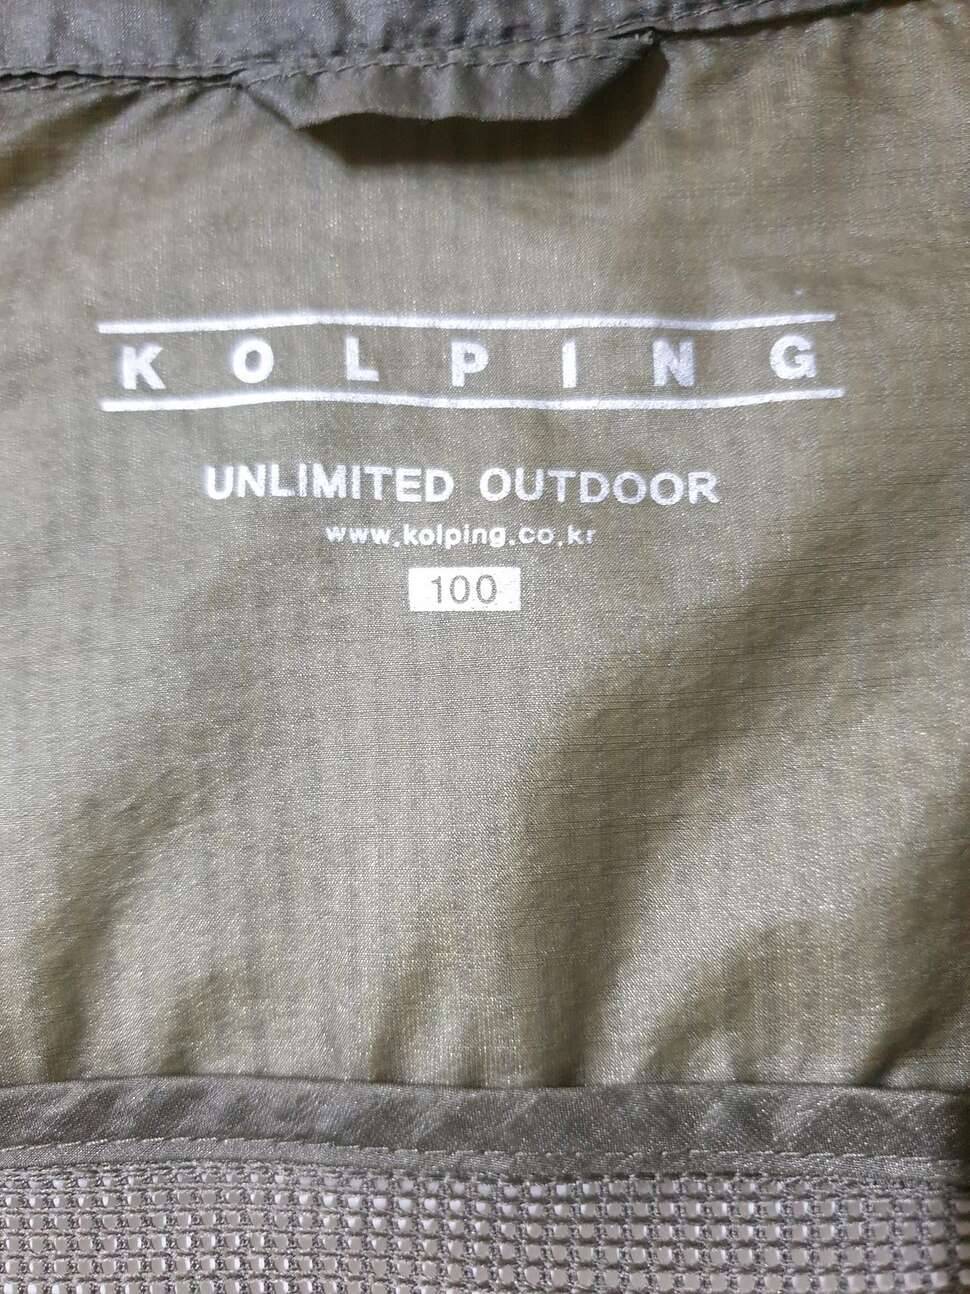 KOLPING
UNLIMITED OUTDOOR
www.kolping.co.kr
100